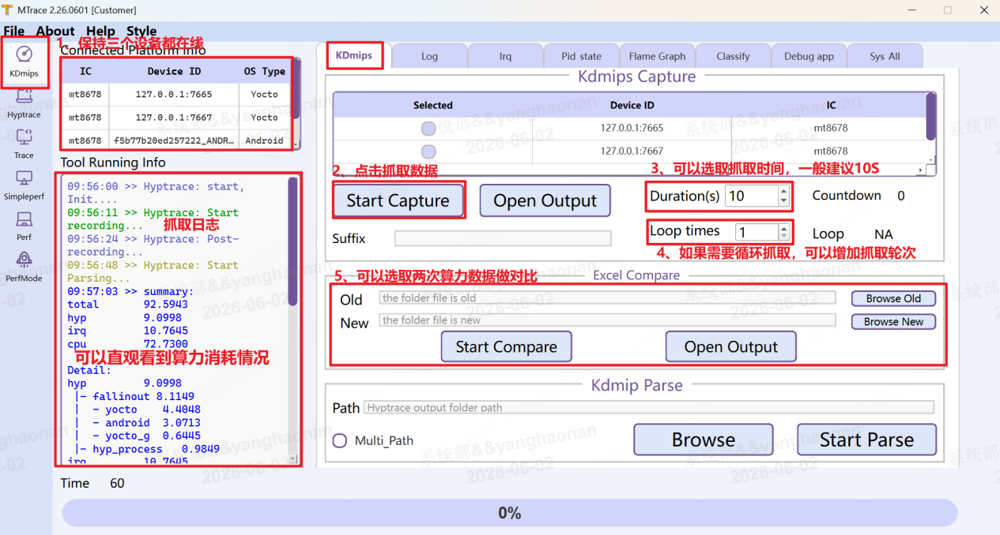 MTrace 2.26.0601 [Customer]
File About Help Style
1、保持三个设备都在线
Connected Platform Info
IC Device ID OS Type
mt8678 127.0.0.1:7665 Yocto
mt8678 127.0.0.1:7667 Yocto
mt8678 f5b77b20ed257222_ANDR... Android
KDmips
Hyptrace
Trace
Simpleperf
Perf
PerfMode
Tool Running Info
09:56:00 >> Hyptrace: start,
Init....
09:56:11 >> Hyptrace: Start
recording...
抓取日志
09:56:24 >> Hyptrace: Post-
recording...
09:56:48 >> Hyptrace: Start
Parsing...
09:57:03 >> summary:
total 92.5943
hyp 9.0998
irq 10.7645
cpu 72.7300
可以直观看到算力消耗情况
Detail:
hyp 9.0998
|- fallinout 8.1149
| - yocto 4.4048
| - android 3.0713
| - yocto_g 0.6445
|- hyp_process 0.9849
irq 10.7645
Time 60
0%
KDmips Log Irq Pid state Flame Graph Classify Debug app Sys All
Kdmips Capture
Selected Device ID IC
127.0.0.1:7665 mt8678
127.0.0.1:7667 mt8678
2、点击抓取数据
3、可以选取抓取时间，一般建议10S
Start Capture Open Output Duration(s) 10 Countdown 0
Suffix Loop times 1 Loop NA
4、如果需要循环抓取，可以增加抓取轮次
5、可以选取两次算力数据做对比
Excel Compare
Old the folder file is old Browse Old
New the folder file is new Browse New
Start Compare Open Output
Kdmip Parse
Path Hyptrace output folder path
Multi_Path Browse Start Parse
系统部&&yanghaonan
2026-06-02